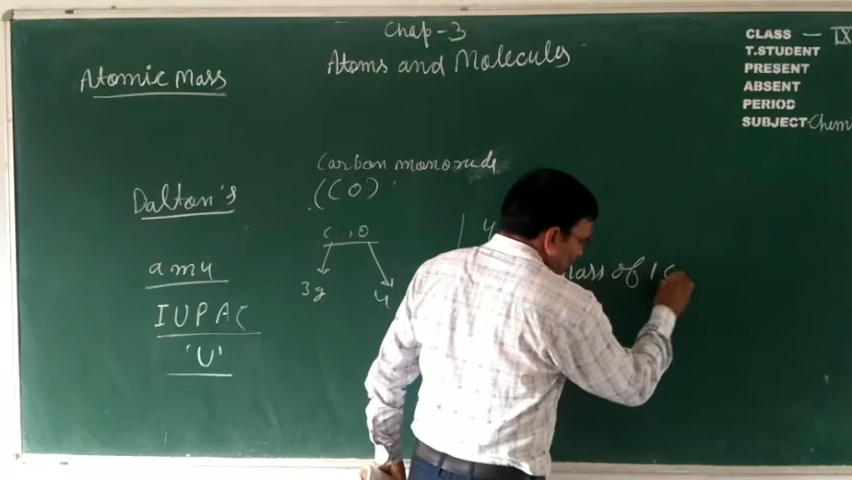 Chap-3
Atoms and Molecules
Atomic Mass
CLASS – IX
T.STUDENT
PRESENT
ABSENT
PERIOD
SUBJECT-Chem
Carbon monoxide
(CO)
Dalton's
C , O
amu
3g
4
IUPAC
'U'
of 1